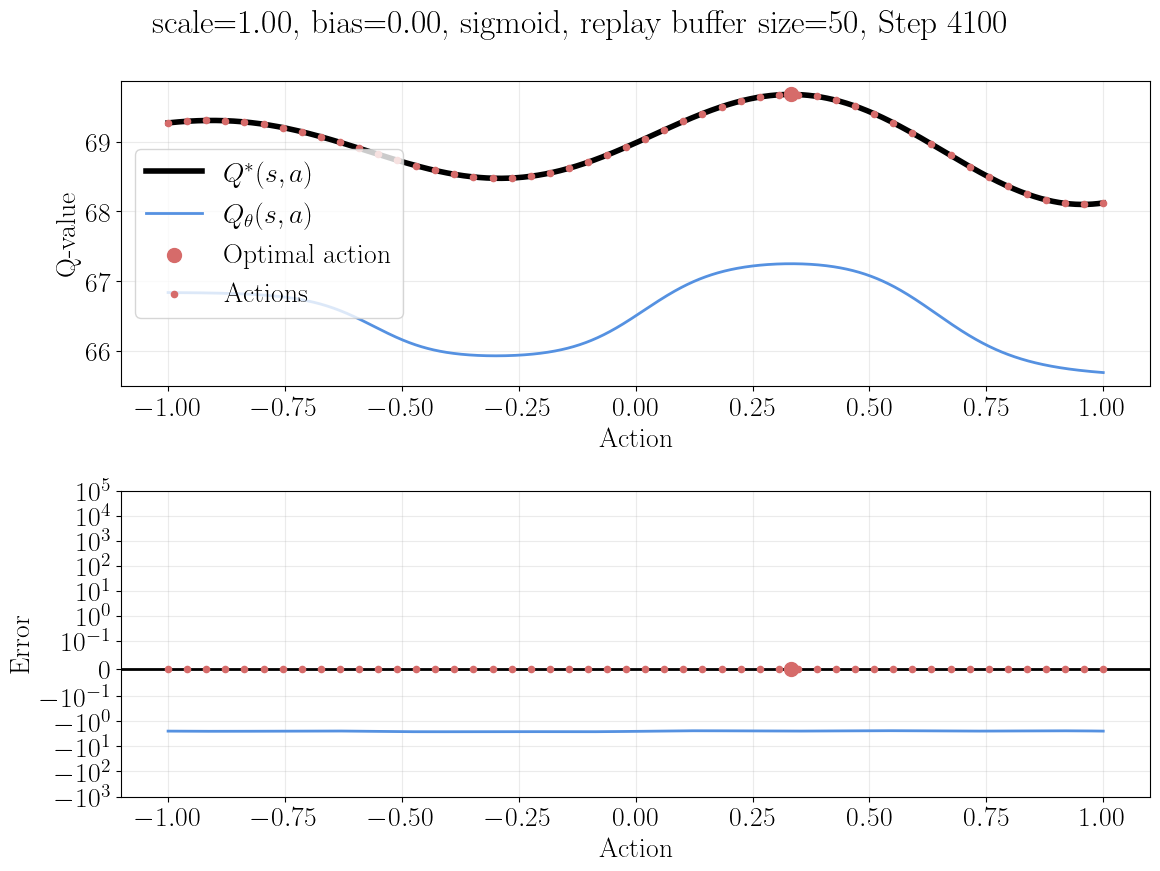 scale=1.00, bias=0.00, sigmoid, replay buffer size=50, Step 4100
Q-value
69
68
67
66
Q*(s, a)
Q_θ(s, a)
Optimal action
Actions
−1.00 −0.75 −0.50 −0.25 0.00 0.25 0.50 0.75 1.00
Action
Error
10^5
10^4
10^3
10^2
10^1
10^0
10^−1
0
−10^−1
−10^0
−10^1
−10^2
−10^3
−1.00 −0.75 −0.50 −0.25 0.00 0.25 0.50 0.75 1.00
Action